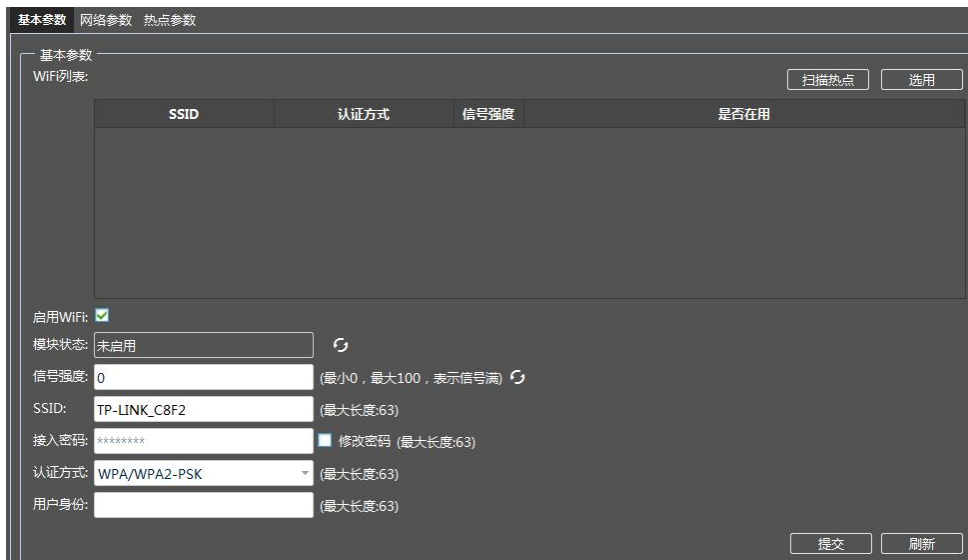 基本参数 网络参数 热点参数
基本参数
WiFi列表: 扫描热点 选用
SSID 认证方式 信号强度 是否在用
启用WiFi:
模块状态: 未启用
信号强度: 0 (最小0，最大100，表示信号满)
SSID: TP-LINK_C8F2 (最大长度:63)
接入密码: ******** 修改密码 (最大长度:63)
认证方式: WPA/WPA2-PSK (最大长度:63)
用户身份: (最大长度:63)
提交 刷新